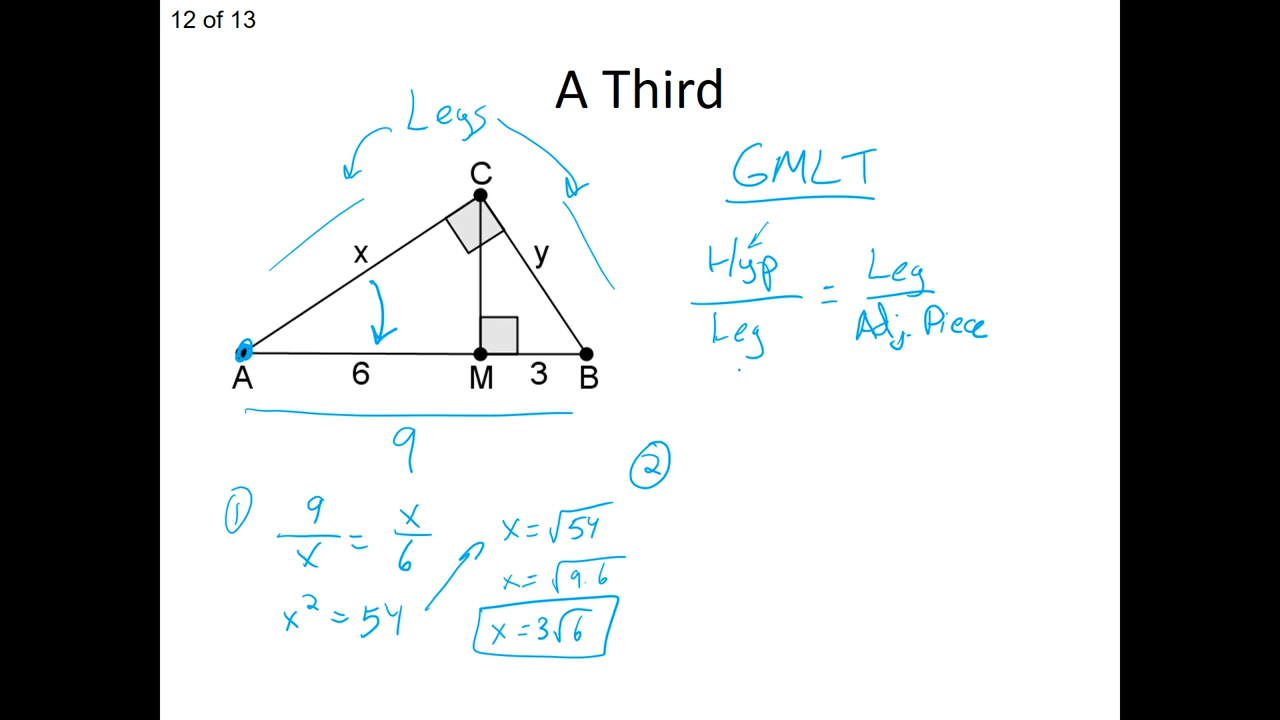 12 of 13
A Third
Legs
GMLT
C
x
y
Hyp
Leg
=
Leg
Adj. Piece
A
6
M
3
B
9
②
①
9/x = x/6
x² = 54
x = √54
x = √9·6
x = 3√6